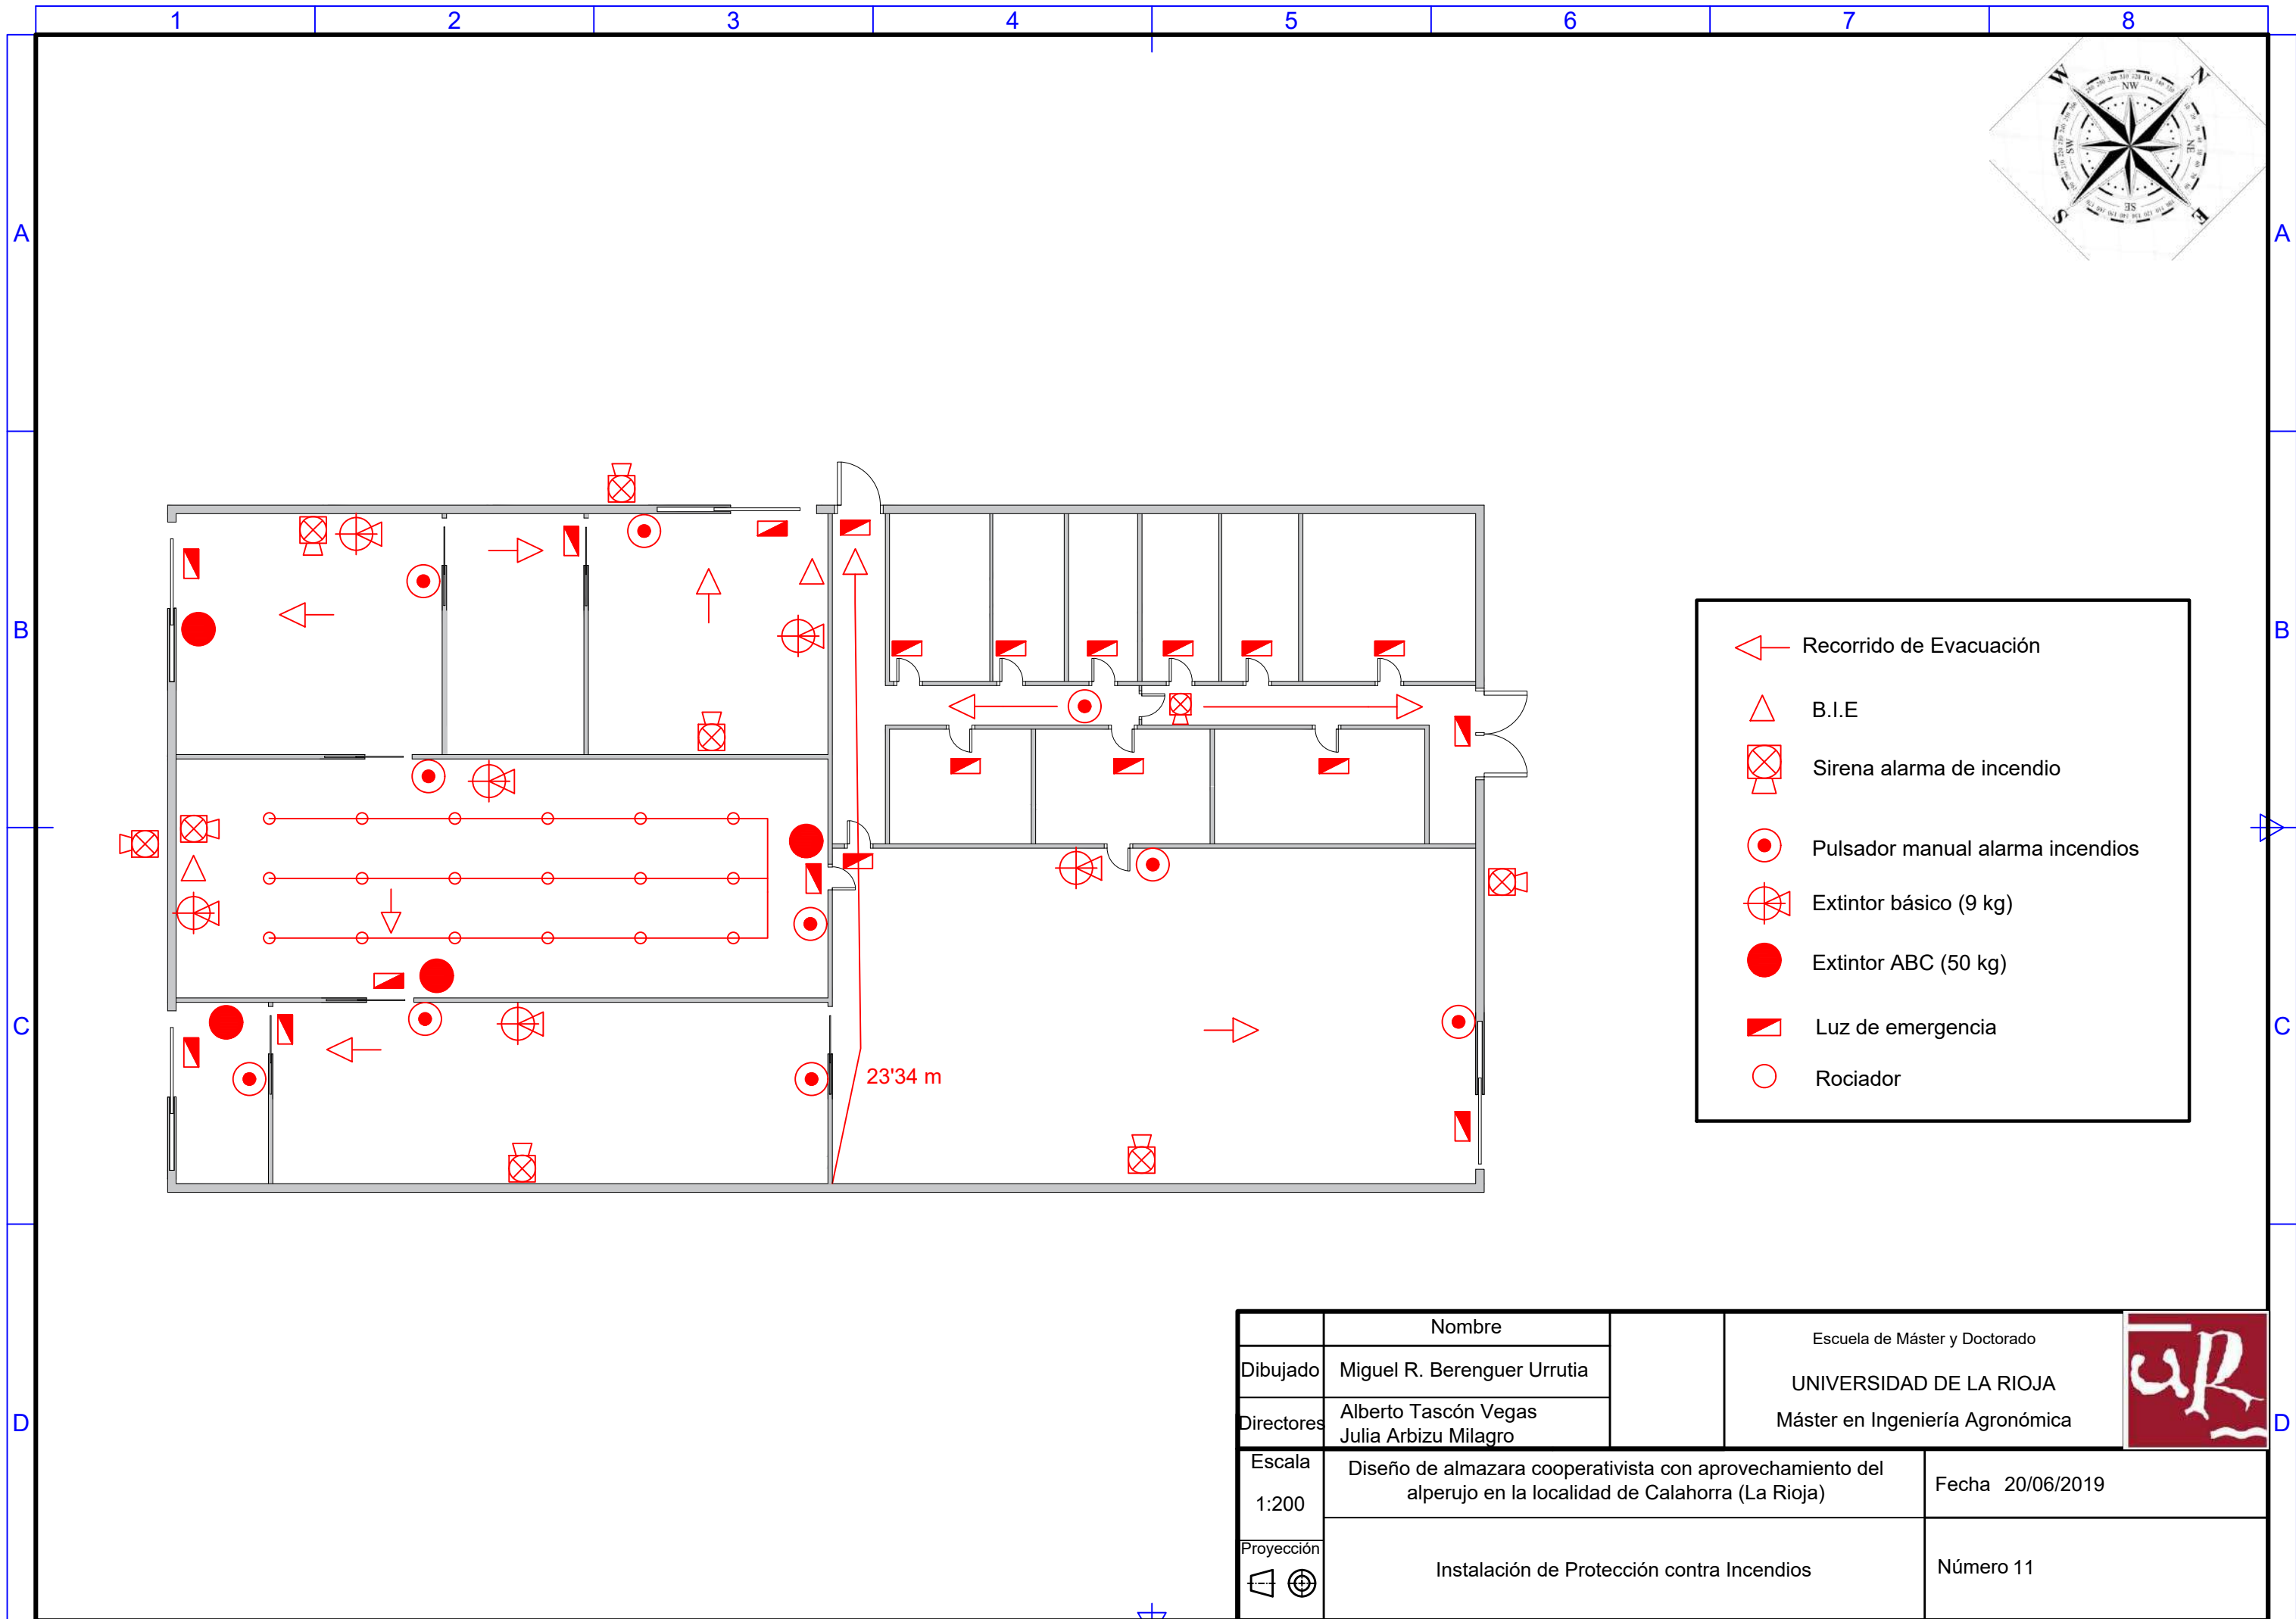 1 2 3 4 5 6 7 8
W N
NW
SW NE
SE
S E
A A
B B
C C
D D
23'34 m
Recorrido de Evacuación
B.I.E
Sirena alarma de incendio
Pulsador manual alarma incendios
Extintor básico (9 kg)
Extintor ABC (50 kg)
Luz de emergencia
Rociador
Nombre
Dibujado Miguel R. Berenguer Urrutia
Directores Alberto Tascón Vegas
Julia Arbizu Milagro
Escuela de Máster y Doctorado
UNIVERSIDAD DE LA RIOJA
Máster en Ingeniería Agronómica
uR
Escala
1:200
Diseño de almazara cooperativista con aprovechamiento del
alperujo en la localidad de Calahorra (La Rioja)
Fecha 20/06/2019
Proyección
Instalación de Protección contra Incendios
Número 11